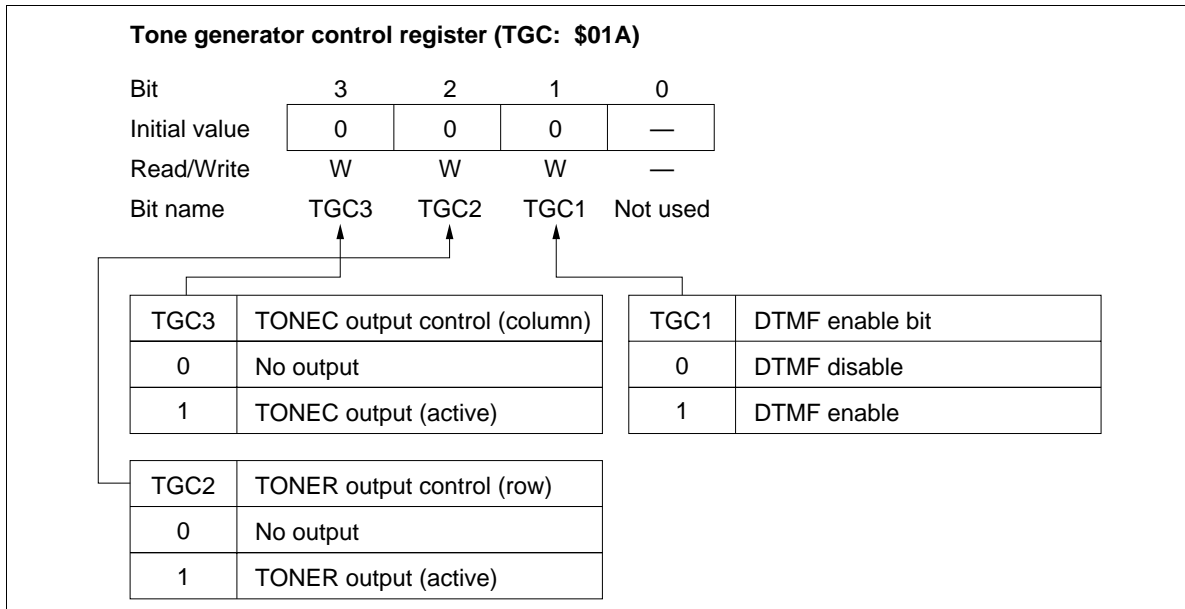 Tone generator control register (TGC: $01A)
Bit 3 2 1 0
Initial value 0 0 0 —
Read/Write W W W —
Bit name TGC3 TGC2 TGC1 Not used
TGC3 TONEC output control (column)
0 No output
1 TONEC output (active)
TGC1 DTMF enable bit
0 DTMF disable
1 DTMF enable
TGC2 TONER output control (row)
0 No output
1 TONER output (active)